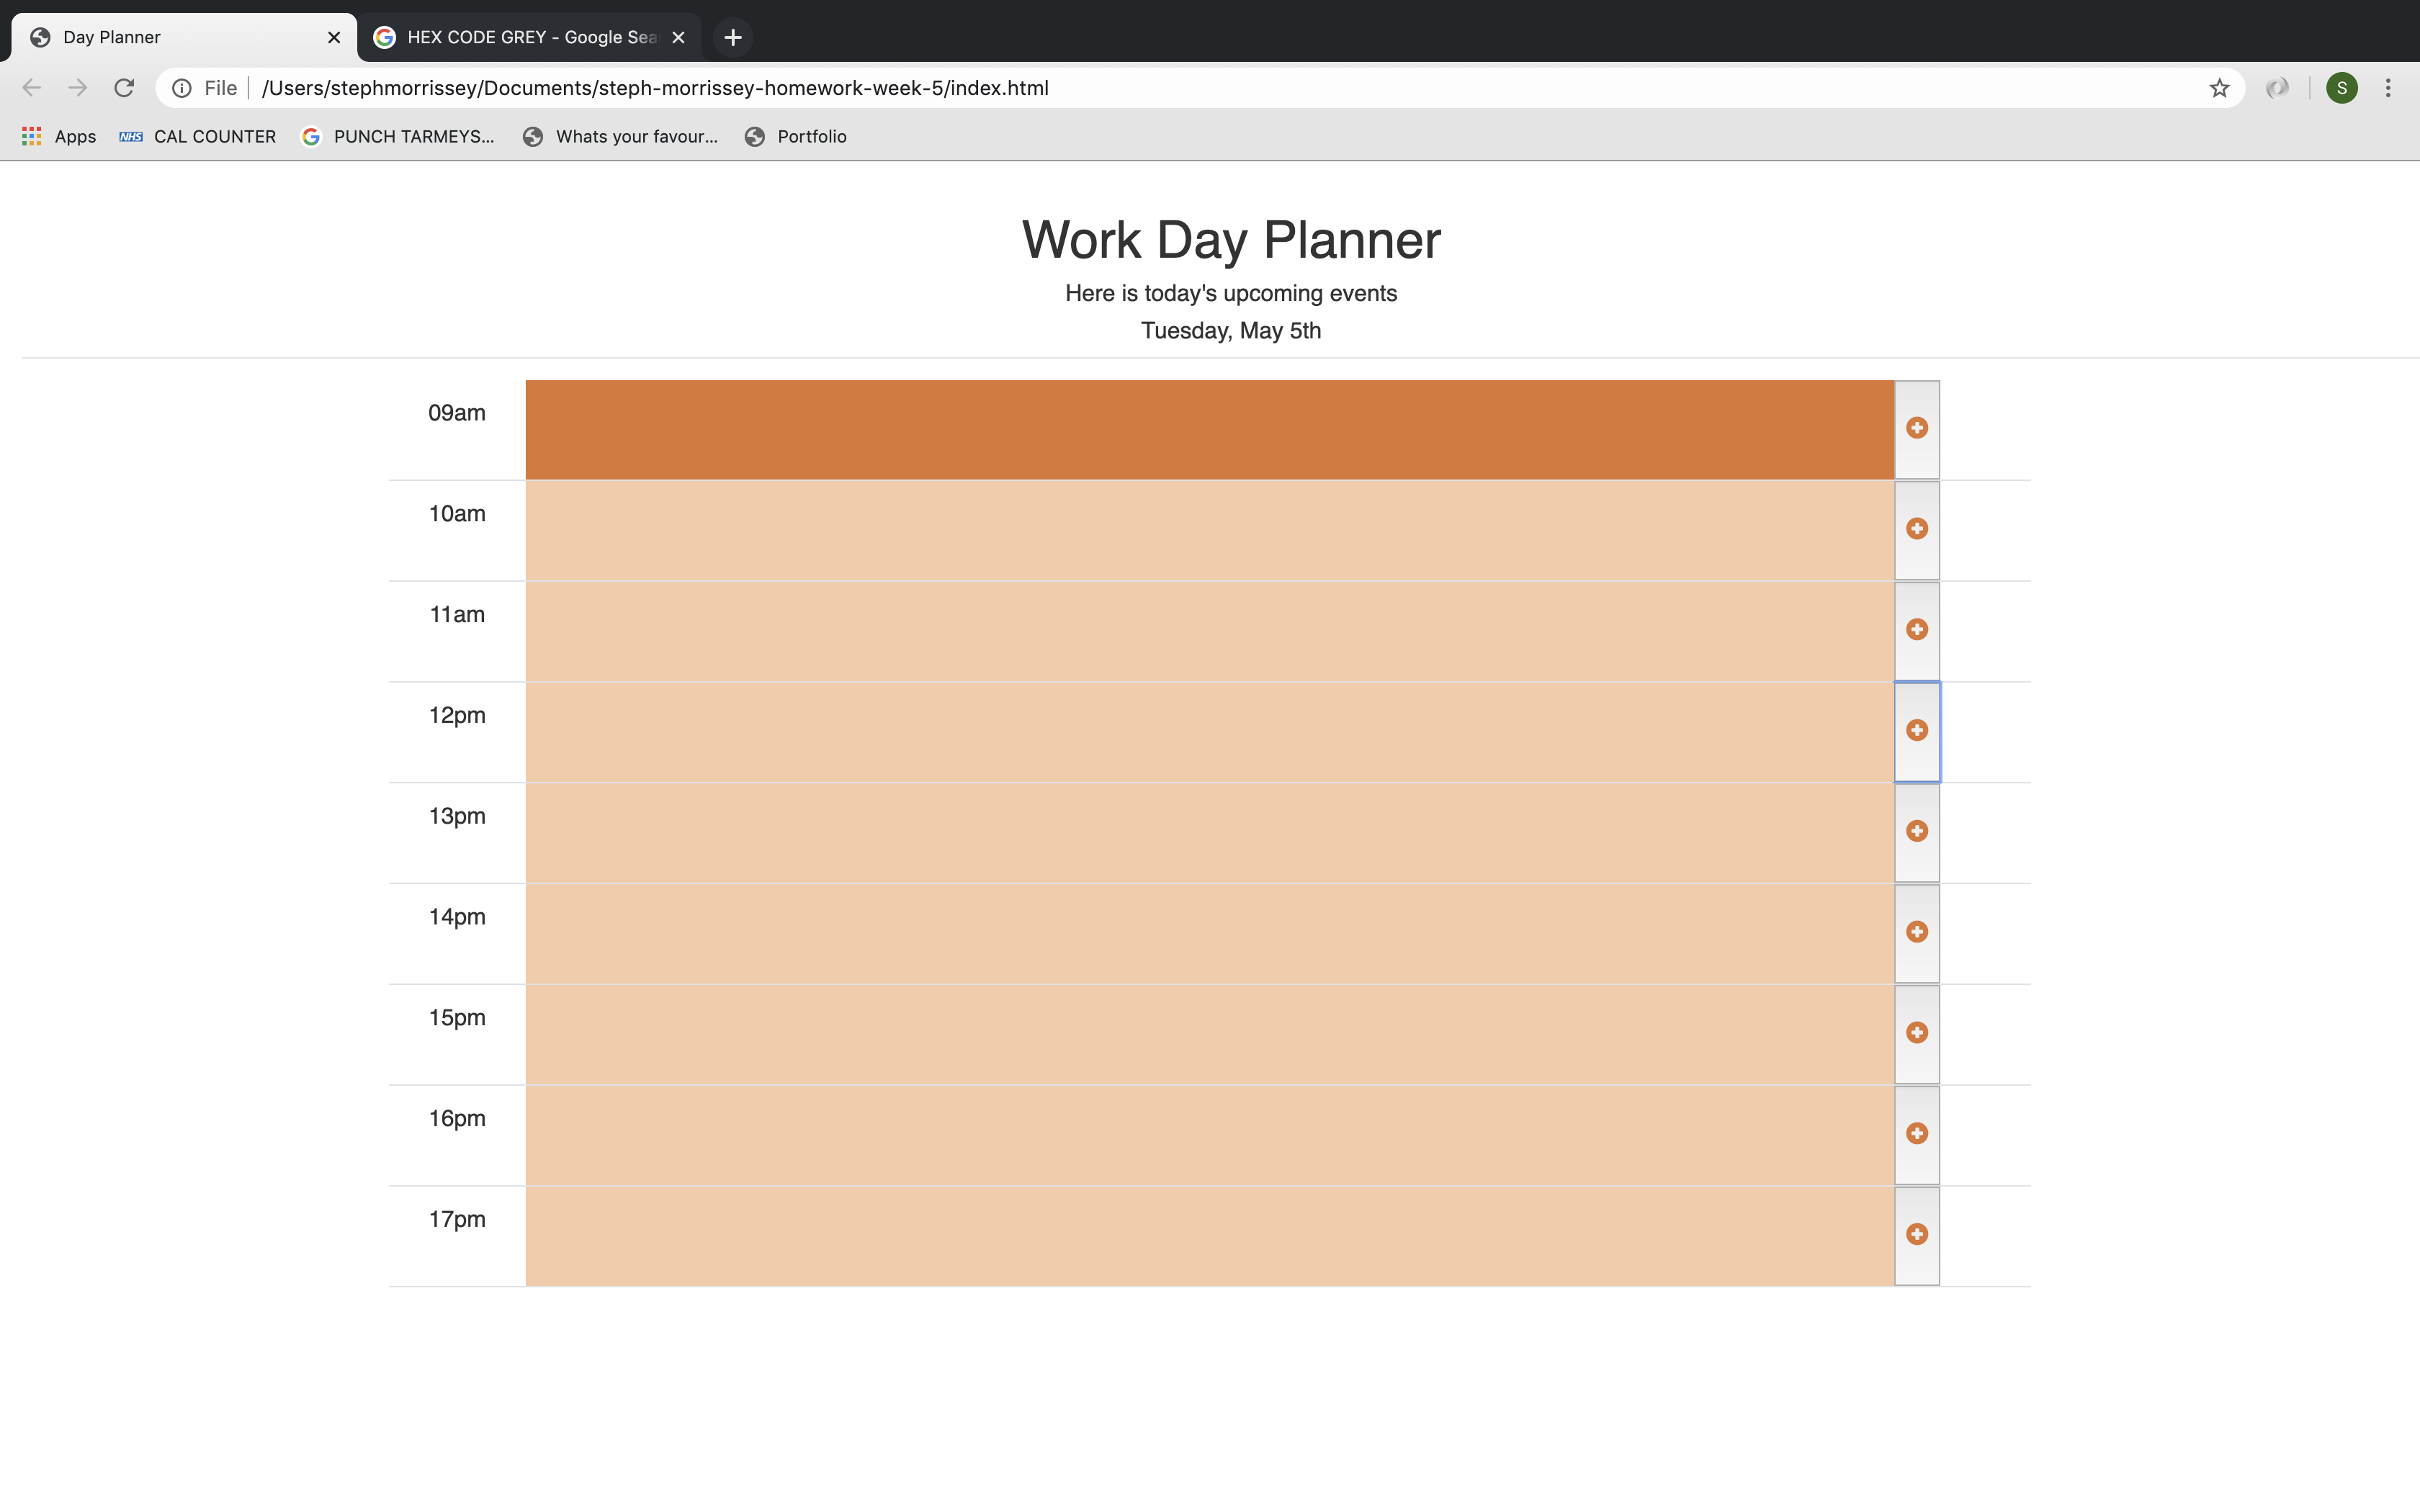 Day Planner
HEX CODE GREY - Google Sea
File
/Users/stephmorrissey/Documents/steph-morrissey-homework-week-5/index.html
S
Apps
NHS
CAL COUNTER
PUNCH TARMEYS...
Whats your favour...
Portfolio
Work Day Planner
Here is today's upcoming events
Tuesday, May 5th
09am
10am
11am
12pm
13pm
14pm
15pm
16pm
17pm